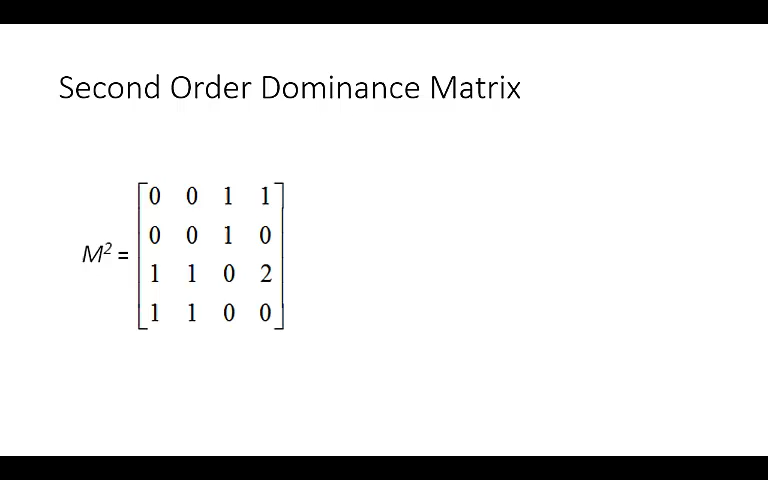 Second Order Dominance Matrix
0 0 1 1
0 0 1 0
M² =
1 1 0 2
1 1 0 0